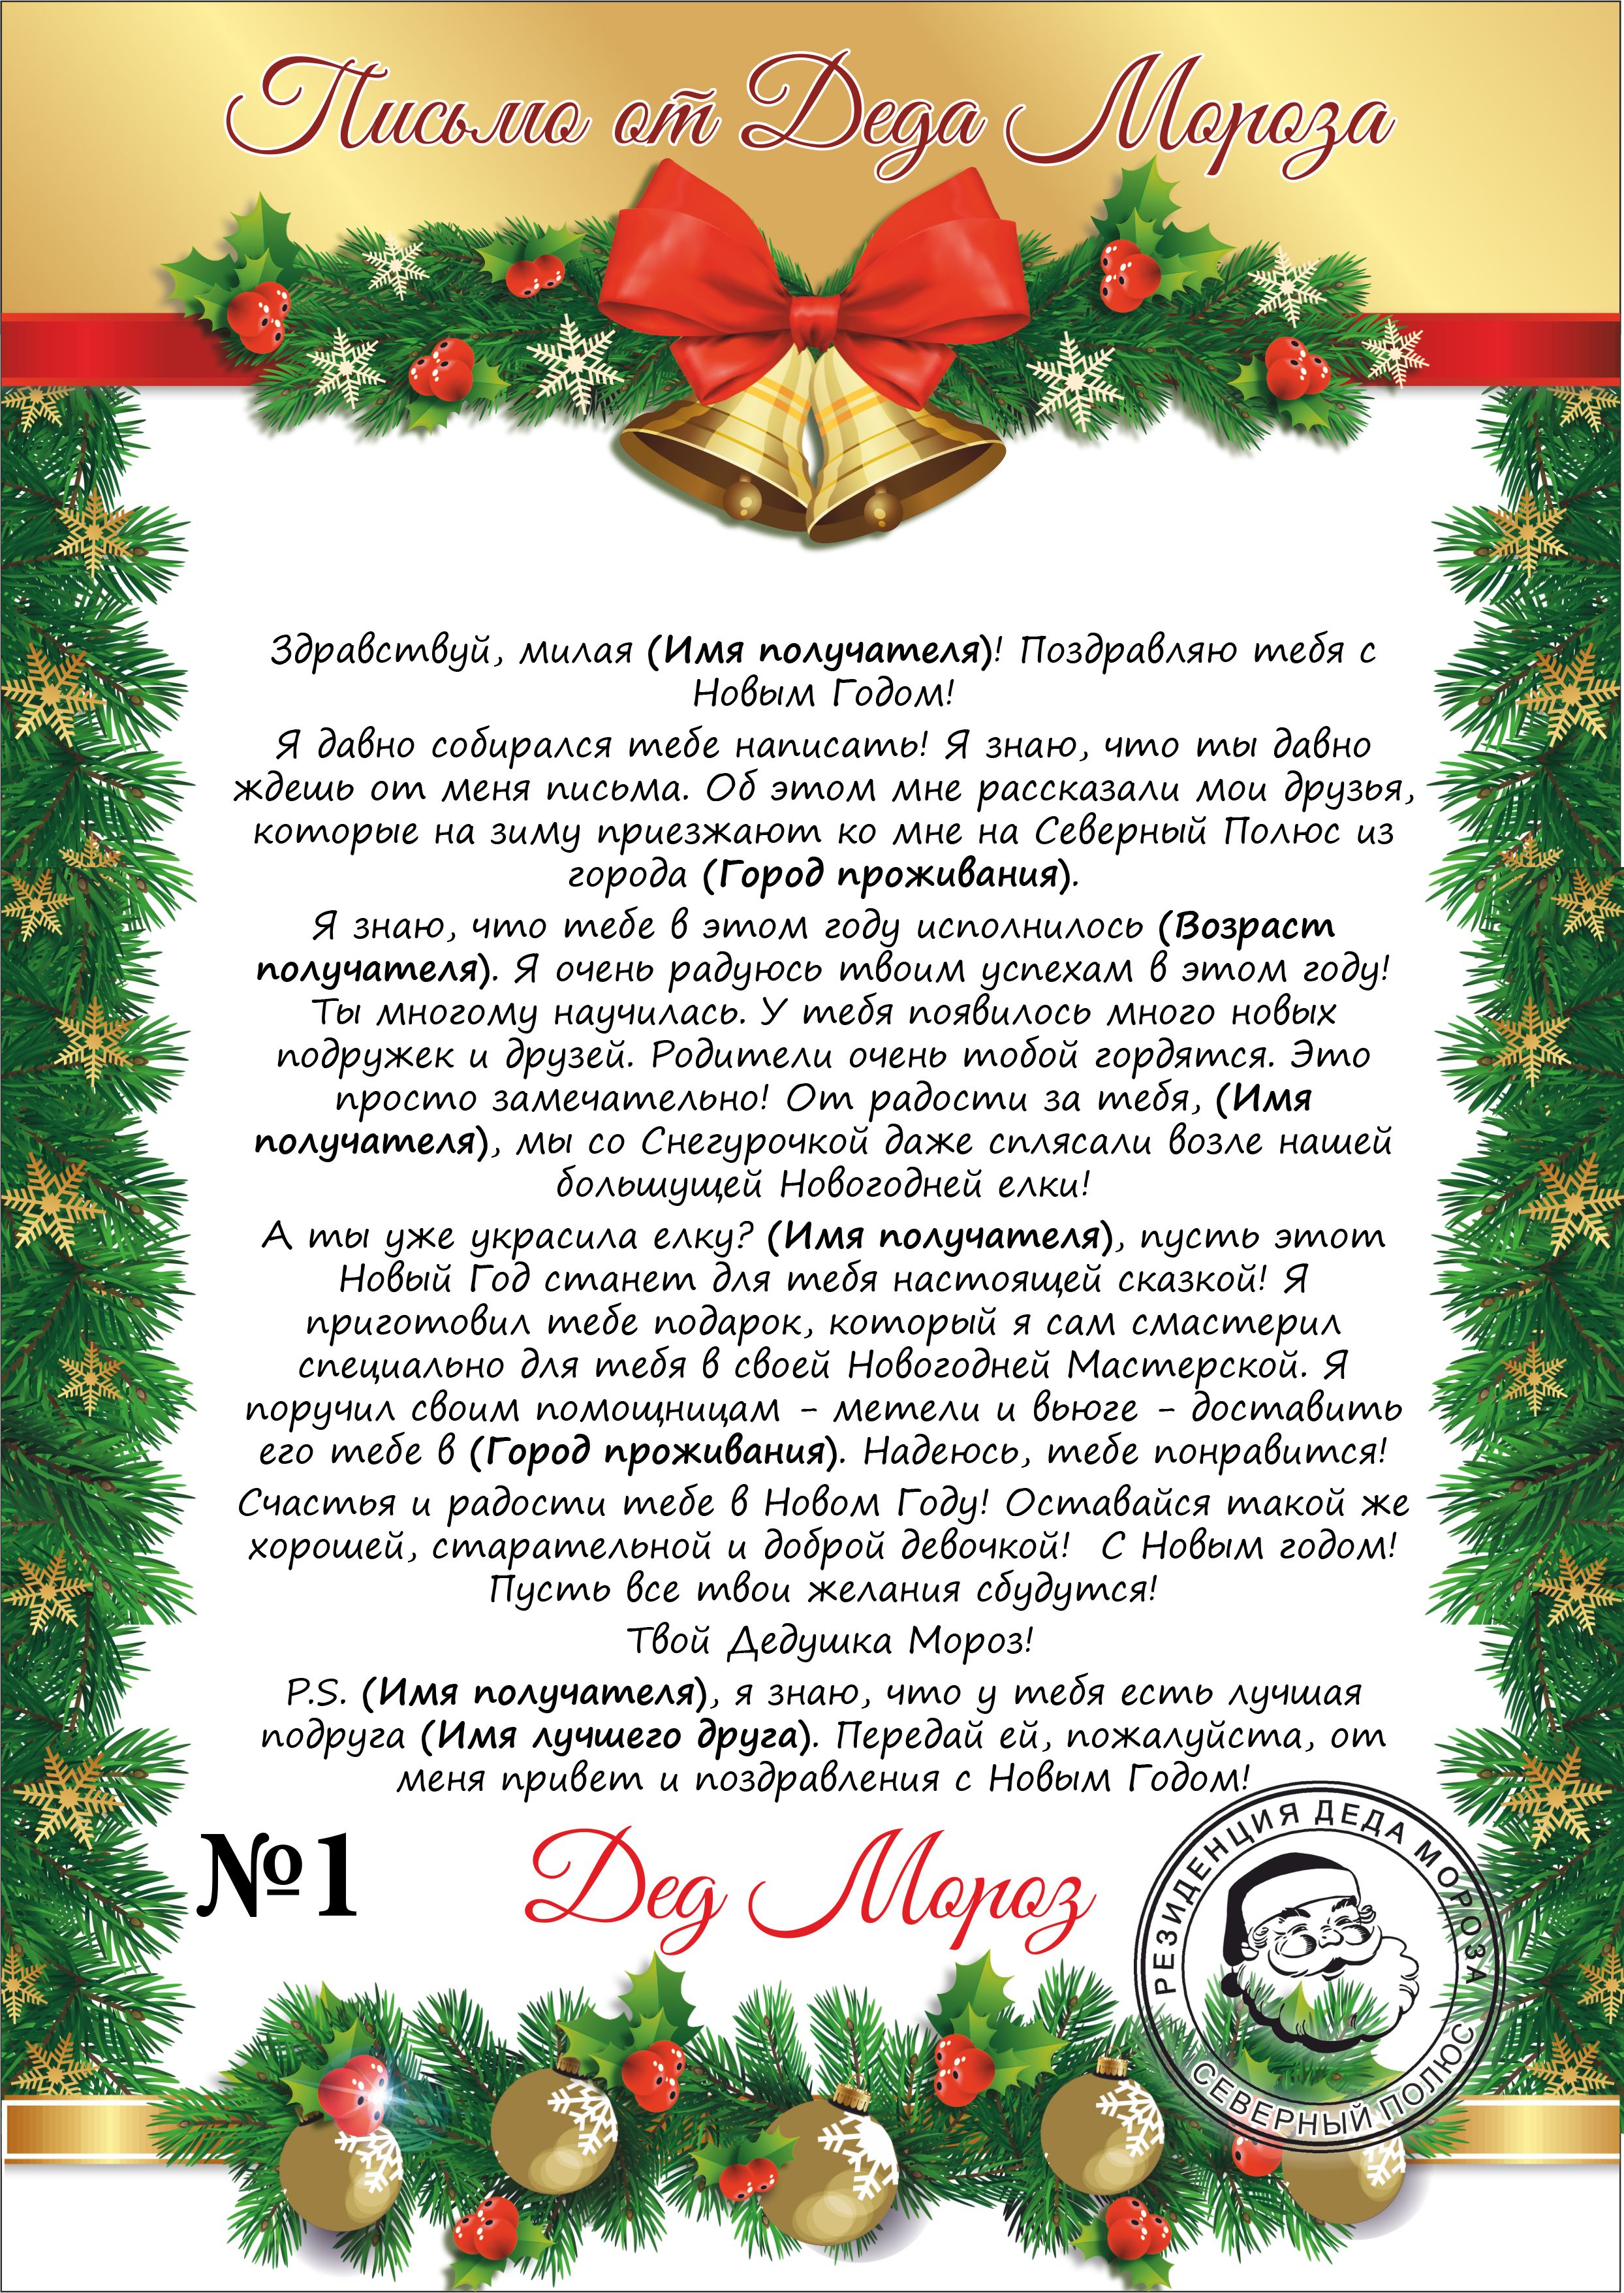 Письмо от Деда Мороза
Здравствуй, милая (Имя получателя)! Поздравляю тебя с
Новым Годом!
Я давно собирался тебе написать! Я знаю, что ты давно
ждешь от меня письма. Об этом мне рассказали мои друзья,
которые на зиму приезжают ко мне на Северный Полюс из
города (Город проживания).
Я знаю, что тебе в этом году исполнилось (Возраст
получателя). Я очень радуюсь твоим успехам в этом году!
Ты многому научилась. У тебя появилось много новых
подружек и друзей. Родители очень тобой гордятся. Это
просто замечательно! От радости за тебя, (Имя
получателя), мы со Снегурочкой даже сплясали возле нашей
большущей Новогодней елки!
А ты уже украсила елку? (Имя получателя), пусть этот
Новый Год станет для тебя настоящей сказкой! Я
приготовил тебе подарок, который я сам смастерил
специально для тебя в своей Новогодней Мастерской. Я
поручил своим помощницам - метели и вьюге - доставить
его тебе в (Город проживания). Надеюсь, тебе понравится!
Счастья и радости тебе в Новом Году! Оставайся такой же
хорошей, старательной и доброй девочкой! С Новым годом!
Пусть все твои желания сбудутся!
Твой Дедушка Мороз!
P.S. (Имя получателя), я знаю, что у тебя есть лучшая
подруга (Имя лучшего друга). Передай ей, пожалуйста, от
меня привет и поздравления с Новым Годом!
№1
Дед Мороз
РЕЗИДЕНЦИЯ ДЕДА МОРОЗА
СЕВЕРНЫЙ ПОЛЮС